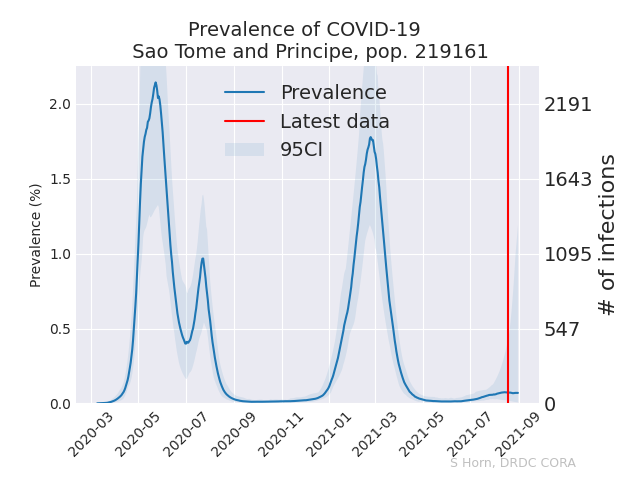 Prevalence of COVID-19
Sao Tome and Principe, pop. 219161
Prevalence
Latest data
95CI
Prevalence (%)
2.0
1.5
1.0
0.5
0.0
2191
1643
1095
547
0
# of infections
2020-03
2020-05
2020-07
2020-09
2020-11
2021-01
2021-03
2021-05
2021-07
2021-09
S Horn, DRDC CORA